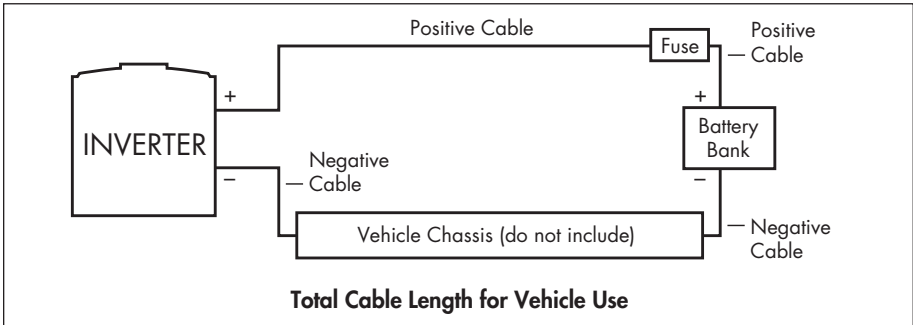 Positive Cable
Fuse
Positive
Cable
+
+
INVERTER
Battery
Bank
–
–
Negative
Cable
Vehicle Chassis (do not include)
Negative
Cable
Total Cable Length for Vehicle Use